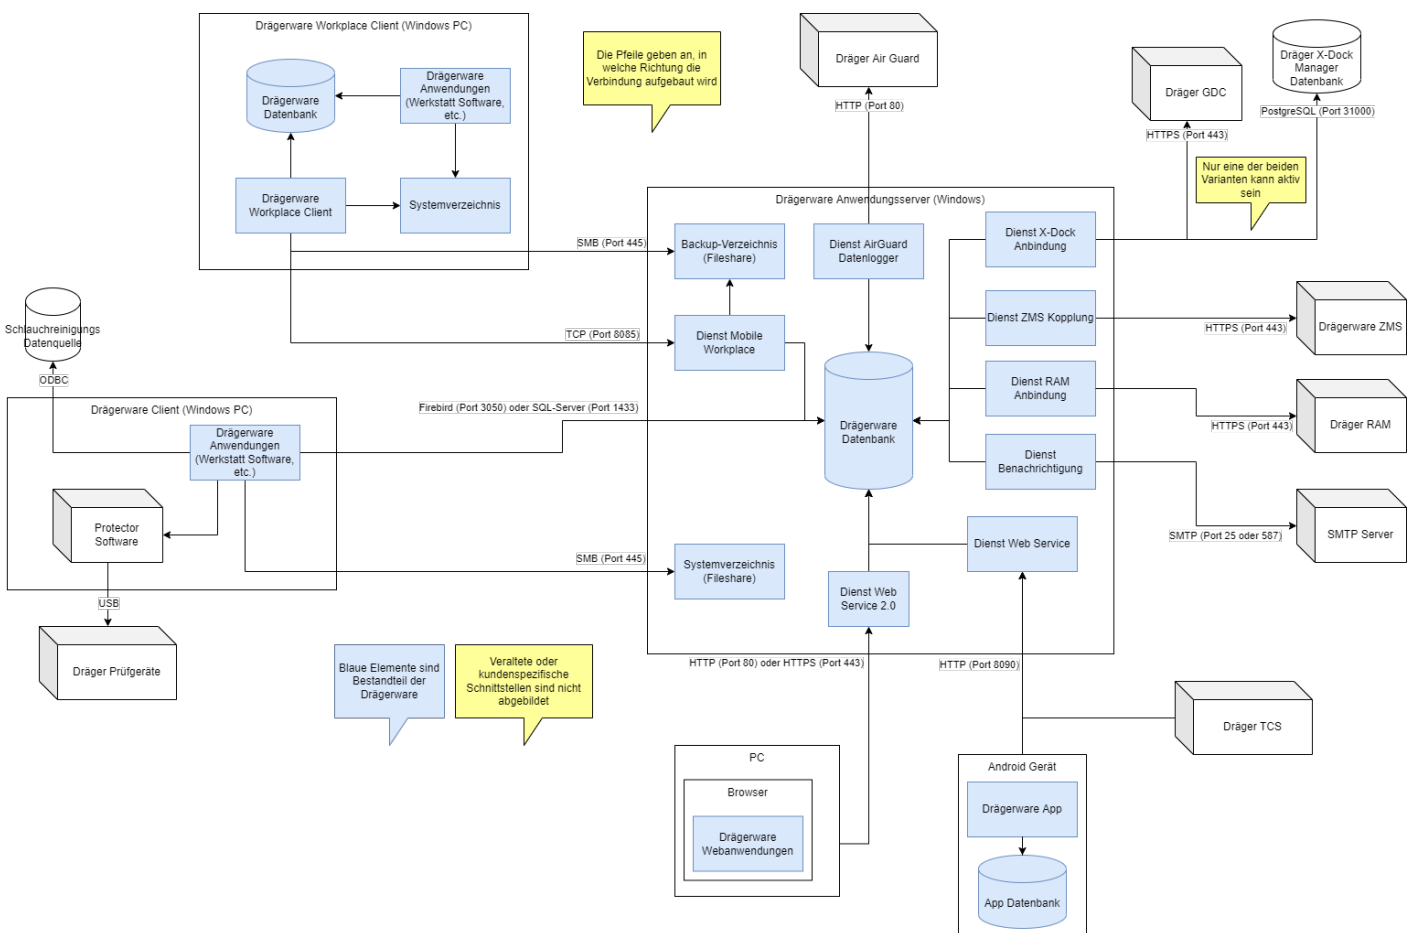 Drägerware Workplace Client (Windows PC)
Drägerware
Datenbank
Drägerware
Anwendungen
(Werkstatt Software,
etc.)
Drägerware
Workplace Client
Systemverzeichnis
Die Pfeile geben an, in
welche Richtung die
Verbindung aufgebaut wird
Dräger Air Guard
HTTP (Port 80)
Dräger GDC
HTTPS (Port 443)
Dräger X-Dock
Manager
Datenbank
PostgreSQL (Port 31000)
Nur eine der beiden
Varianten kann aktiv
sein
Drägerware Anwendungsserver (Windows)
SMB (Port 445)
Backup-Verzeichnis
(Fileshare)
Dienst AirGuard
Datenlogger
Dienst X-Dock
Anbindung
TCP (Port 8085)
Dienst Mobile
Workplace
Dienst ZMS Kopplung
HTTPS (Port 443)
Drägerware ZMS
Schlauchreinigungs
Datenquelle
ODBC
Drägerware Client (Windows PC)
Drägerware
Anwendungen
(Werkstatt Software,
etc.)
Firebird (Port 3050) oder SQL-Server (Port 1433)
Drägerware
Datenbank
Dienst RAM
Anbindung
HTTPS (Port 443)
Dräger RAM
Dienst
Benachrichtigung
SMTP (Port 25 oder 587)
SMTP Server
Protector
Software
USB
Dräger Prüfgeräte
SMB (Port 445)
Systemverzeichnis
(Fileshare)
Dienst Web Service
Dienst Web
Service 2.0
HTTP (Port 80) oder HTTPS (Port 443)
HTTP (Port 8090)
Blaue Elemente sind
Bestandteil der
Drägerware
Veraltete oder
kundenspezifische
Schnittstellen sind nicht
abgebildet
Dräger TCS
PC
Browser
Drägerware
Webanwendungen
Android Gerät
Drägerware App
App Datenbank